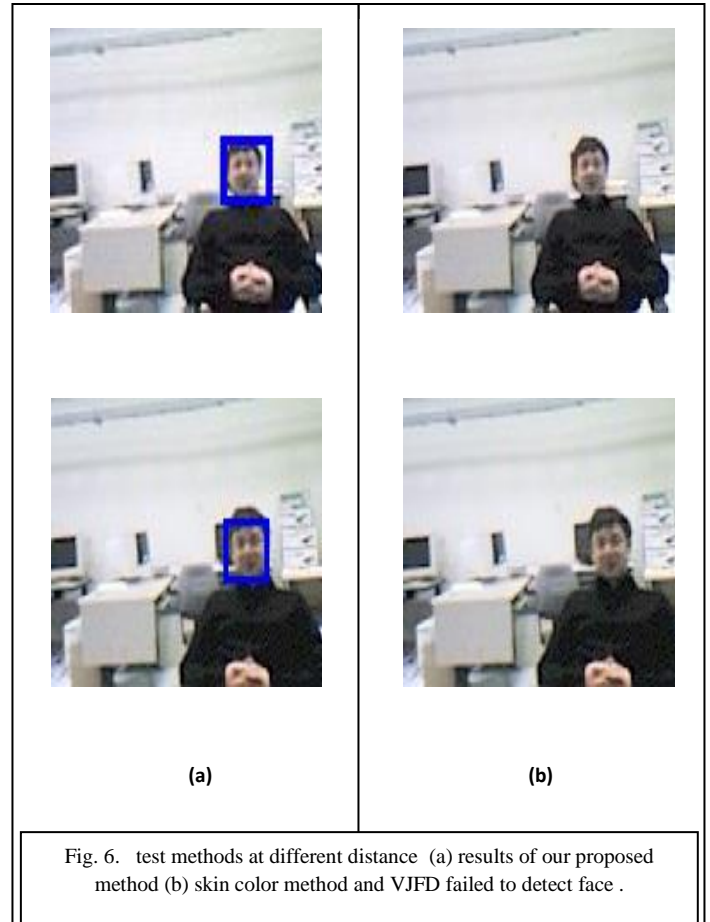 (a)
(b)
Fig. 6. test methods at different distance (a) results of our proposed
method (b) skin color method and VJFD failed to detect face .